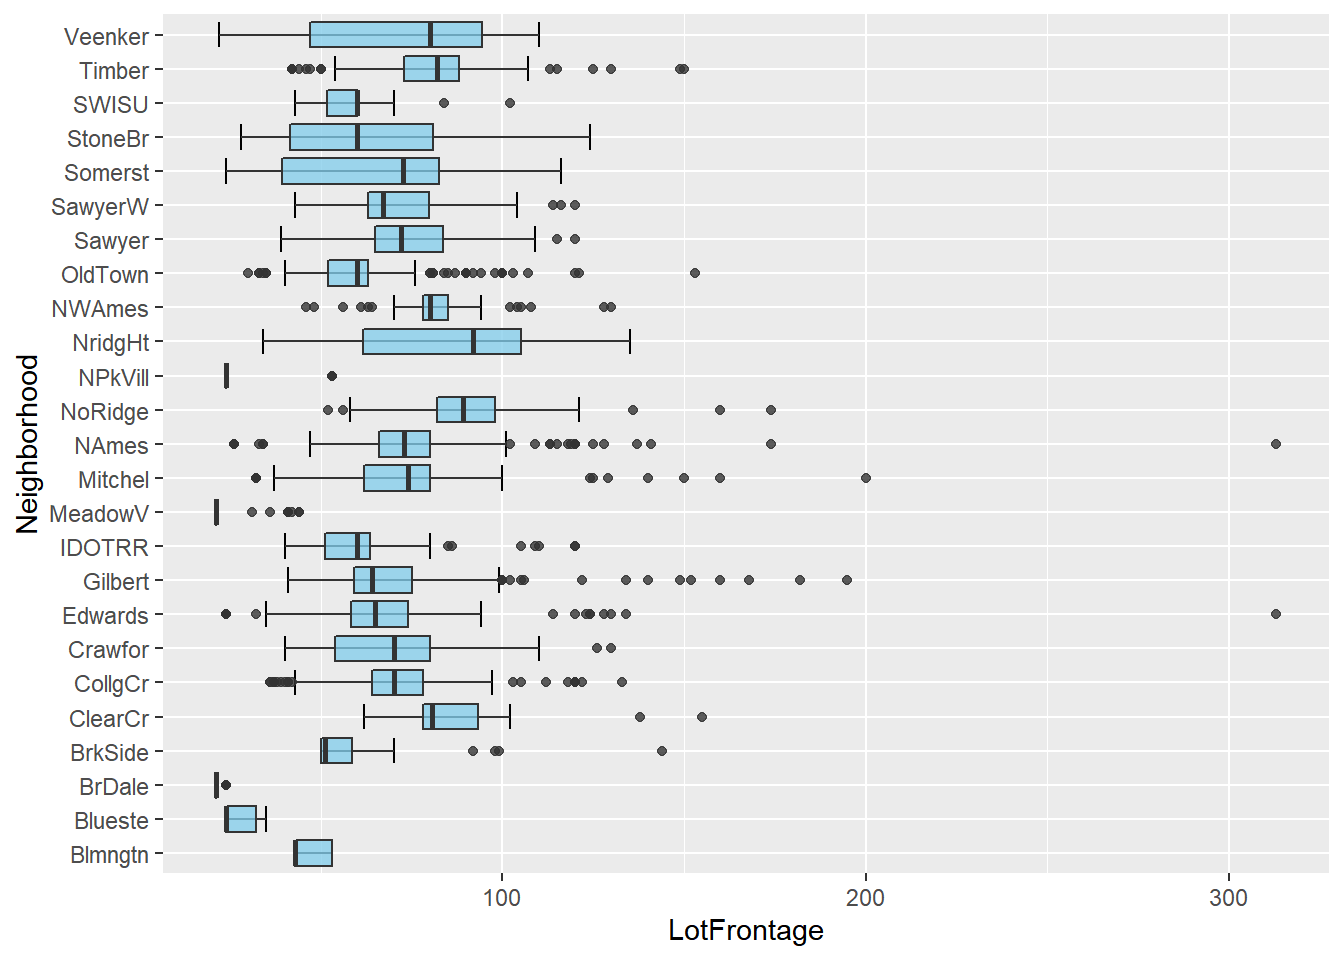 Veenker
Timber
SWISU
StoneBr
Somerst
SawyerW
Sawyer
OldTown
NWAmes
NridgHt
NPkVill
NoRidge
NAmes
Mitchel
MeadowV
IDOTRR
Gilbert
Edwards
Crawfor
CollgCr
ClearCr
BrkSide
BrDale
Blueste
Blmngtn
Neighborhood
100 200 300
LotFrontage